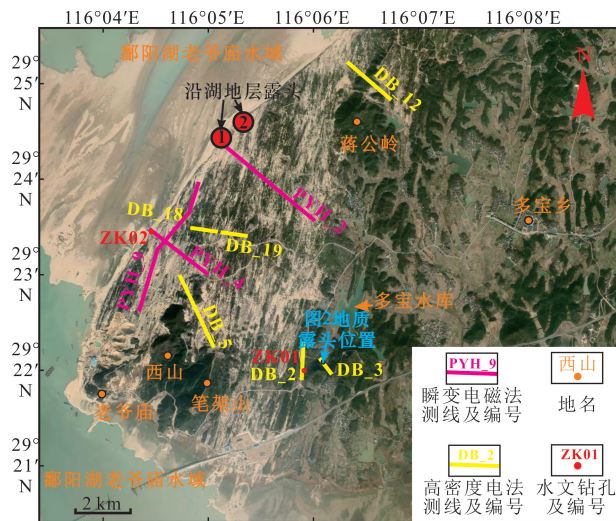 116°04′ 116°05′ 116°06′ 116°07′ 116°08′
鄱阳湖老爷庙水域
29°
25′
N
DB_12
N
沿湖地层露头
②
①
蒋公岭
29°
24′
N
PYH_2
DB_18
多宝乡
ZK02
DB_19
29°
23′
N
PYH_9
PYH_4
多宝水库
图2地质
露头位置
29°
22′
N
西山
ZK01
DB_2
DB_3
老爷庙
笔架山
29°
21′
N
鄱阳湖老爷庙水域
2 km
PYH_9
瞬变电磁法
测线及编号
西山
地名
DB_2
高密度电法
测线及编号
ZK01
水文钻孔
及编号